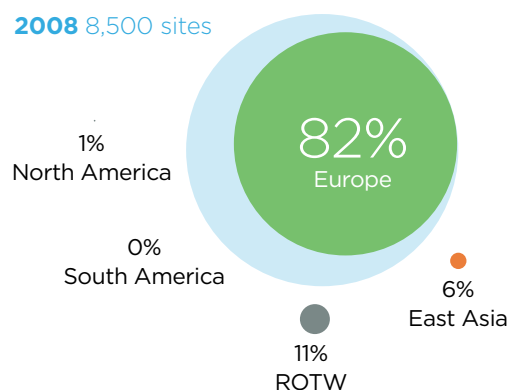 2008 8,500 sites
82%
Europe
1%
North America
0%
South America
6%
East Asia
11%
ROTW